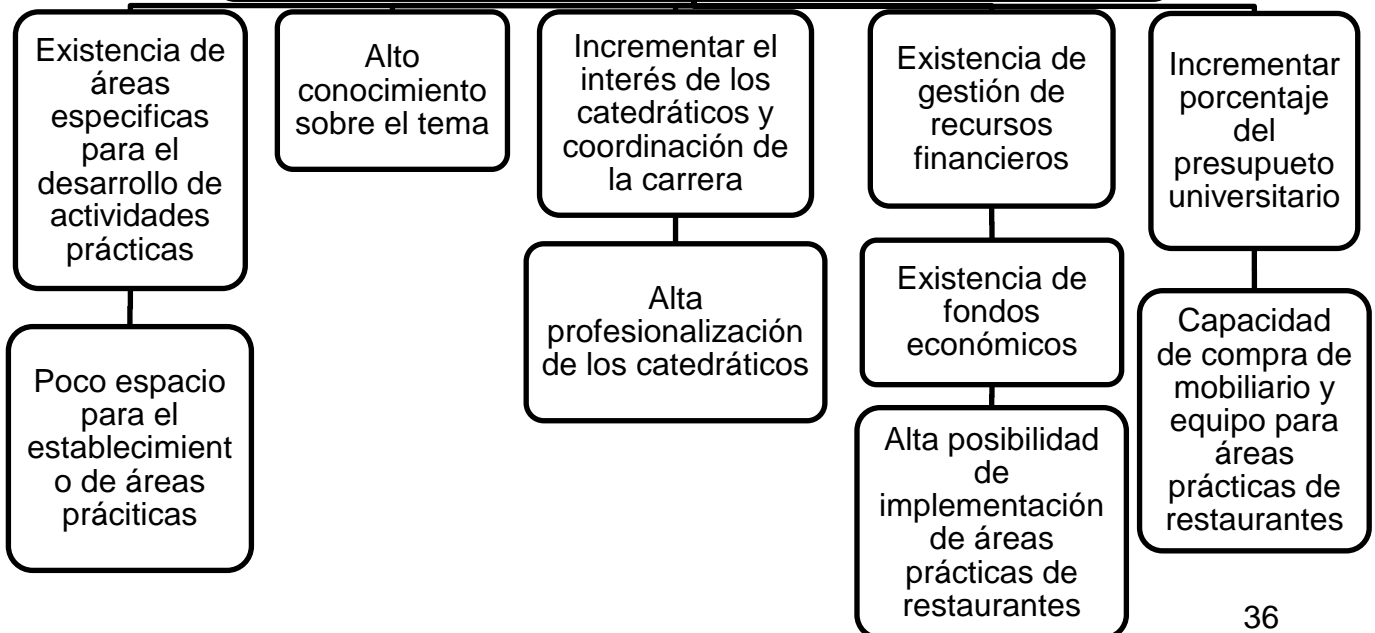 Existencia de
áreas
especificas
para el
desarrollo de
actividades
prácticas
Poco espacio
para el
establecimient
o de áreas
práciticas
Alto
conocimiento
sobre el tema
Incrementar el
interés de los
catedráticos y
coordinación de
la carrera
Alta
profesionalización
de los catedráticos
Existencia de
gestión de
recursos
financieros
Existencia de
fondos
económicos
Alta posibilidad
de
implementación
de áreas
prácticas de
restaurantes
Incrementar
porcentaje
del
presupueto
universitario
Capacidad
de compra de
mobiliario y
equipo para
áreas
prácticas de
restaurantes
36